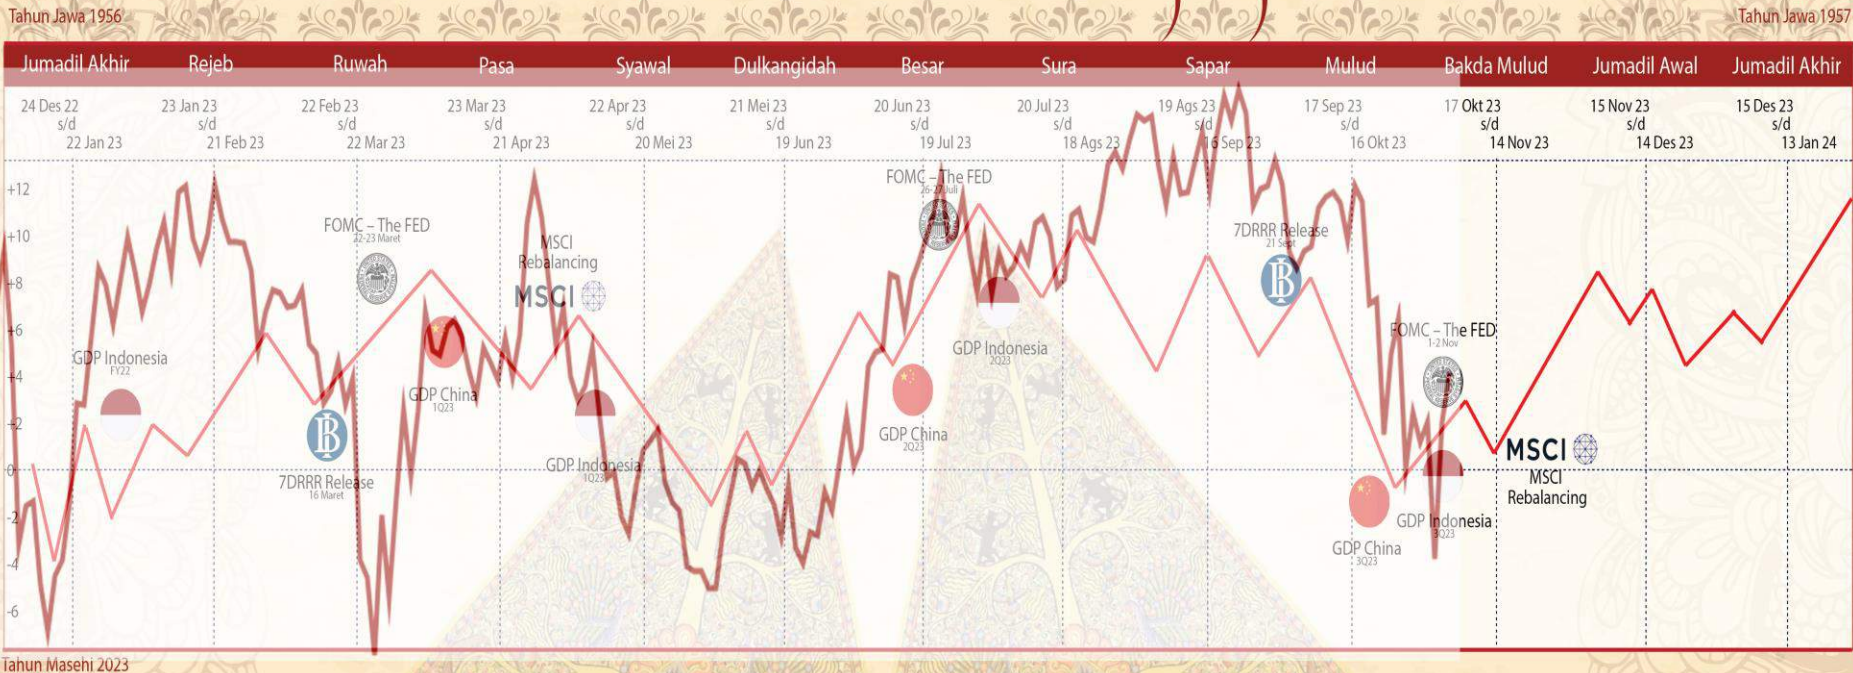 Tahun Jawa 1956
Tahun Jawa 1957
Jumadil Akhir
Rejeb
Ruwah
Pasa
Syawal
Dulkangidah
Besar
Sura
Sapar
Mulud
Bakda Mulud
Jumadil Awal
Jumadil Akhir
24 Des 22
s/d
22 Jan 23
23 Jan 23
s/d
21 Feb 23
22 Feb 23
s/d
22 Mar 23
23 Mar 23
s/d
21 Apr 23
22 Apr 23
s/d
20 Mei 23
21 Mei 23
s/d
19 Jun 23
20 Jun 23
s/d
19 Jul 23
20 Jul 23
s/d
18 Ags 23
19 Ags 23
s/d
16 Sep 23
17 Sep 23
s/d
16 Okt 23
17 Okt 23
s/d
14 Nov 23
15 Nov 23
s/d
14 Des 23
15 Des 23
s/d
13 Jan 24
+12
+10
+8
+6
+4
+2
0
-2
-4
-6
GDP Indonesia
FY22
7DRRR Release
16 Maret
FOMC – The FED
22-23 Maret
GDP China
1Q23
MSCI
Rebalancing
MSCI
GDP Indonesia
1Q23
FOMC – The FED
26-27 Juli
GDP China
2Q23
GDP Indonesia
2Q23
7DRRR Release
21 Sept
GDP China
3Q23
FOMC – The FED
1-2 Nov
GDP Indonesia
3Q23
MSCI
MSCI
Rebalancing
Tahun Masehi 2023